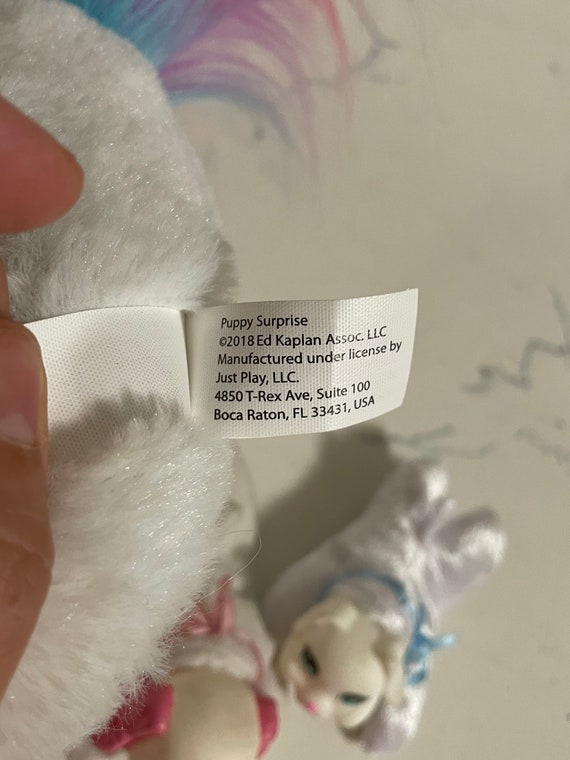 Puppy Surprise
©2018 Ed Kaplan Assoc. LLC
Manufactured under license by
Just Play, LLC.
4850 T-Rex Ave, Suite 100
Boca Raton, FL 33431, USA